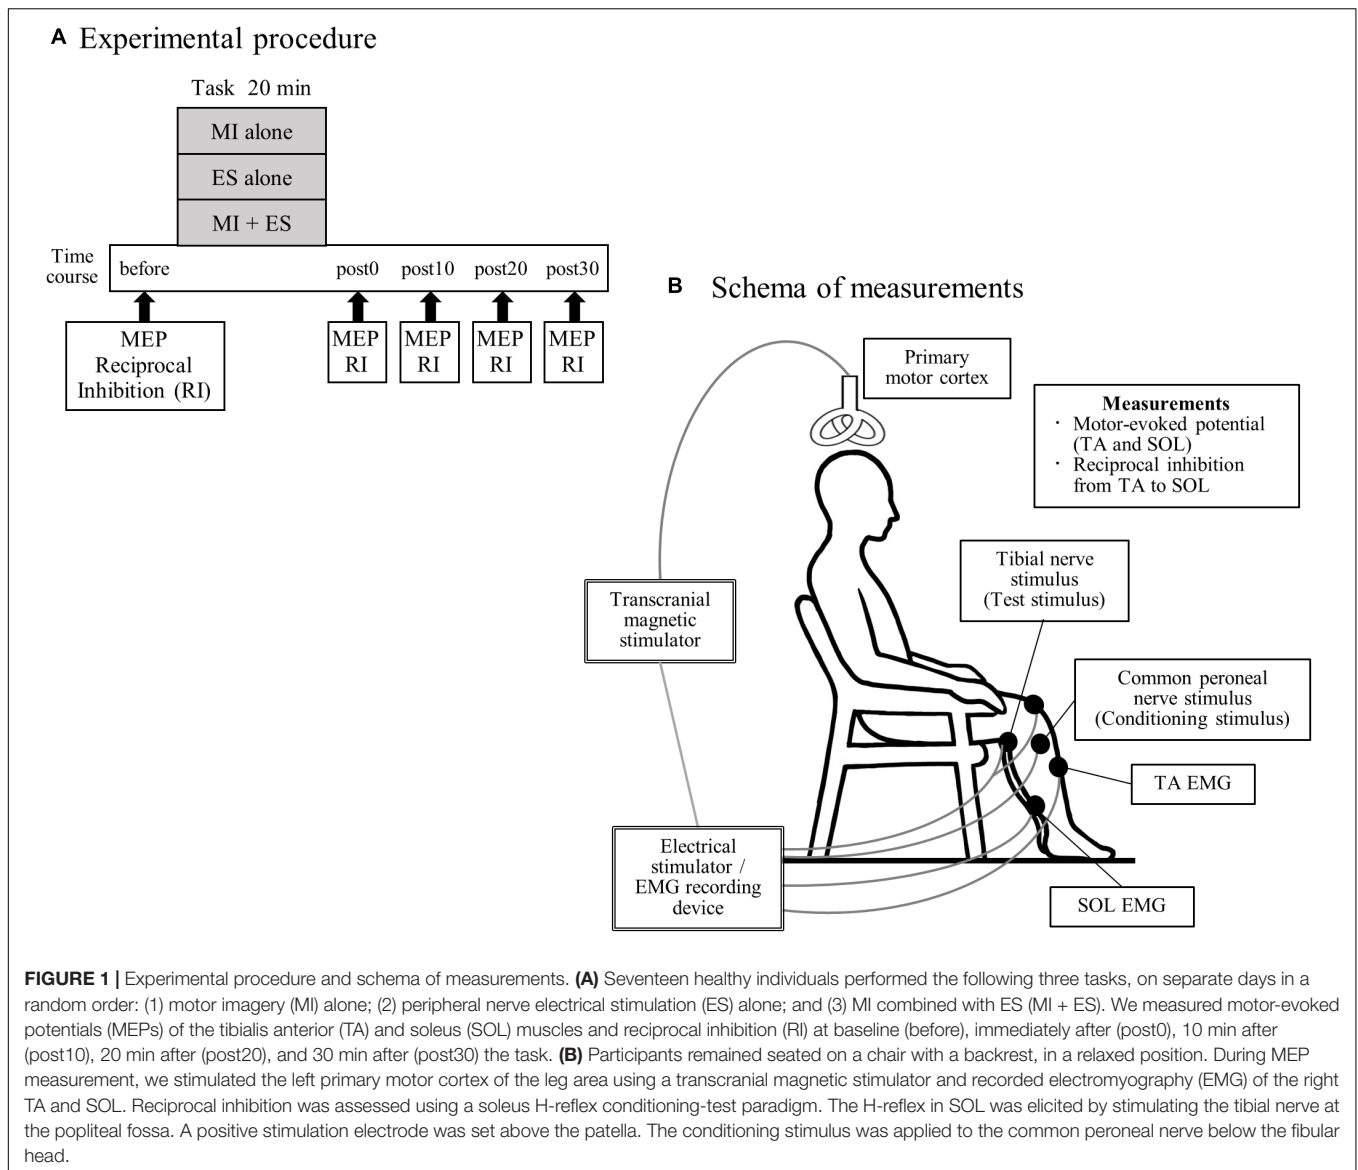 A Experimental procedure
Task 20 min
MI alone
ES alone
MI + ES
Time
course
before
post0
post10
post20
post30
MEP
Reciprocal
Inhibition (RI)
MEP
RI
MEP
RI
MEP
RI
MEP
RI
B Schema of measurements
Primary
motor cortex
Measurements
· Motor-evoked potential
(TA and SOL)
· Reciprocal inhibition
from TA to SOL
Tibial nerve
stimulus
(Test stimulus)
Transcranial
magnetic
stimulator
Common peroneal
nerve stimulus
(Conditioning stimulus)
TA EMG
Electrical
stimulator /
EMG recording
device
SOL EMG
FIGURE 1 | Experimental procedure and schema of measurements. (A) Seventeen healthy individuals performed the following three tasks, on separate days in a
random order: (1) motor imagery (MI) alone; (2) peripheral nerve electrical stimulation (ES) alone; and (3) MI combined with ES (MI + ES). We measured motor-evoked
potentials (MEPs) of the tibialis anterior (TA) and soleus (SOL) muscles and reciprocal inhibition (RI) at baseline (before), immediately after (post0), 10 min after
(post10), 20 min after (post20), and 30 min after (post30) the task. (B) Participants remained seated on a chair with a backrest, in a relaxed position. During MEP
measurement, we stimulated the left primary motor cortex of the leg area using a transcranial magnetic stimulator and recorded electromyography (EMG) of the right
TA and SOL. Reciprocal inhibition was assessed using a soleus H-reflex conditioning-test paradigm. The H-reflex in SOL was elicited by stimulating the tibial nerve at
the popliteal fossa. A positive stimulation electrode was set above the patella. The conditioning stimulus was applied to the common peroneal nerve below the fibular
head.